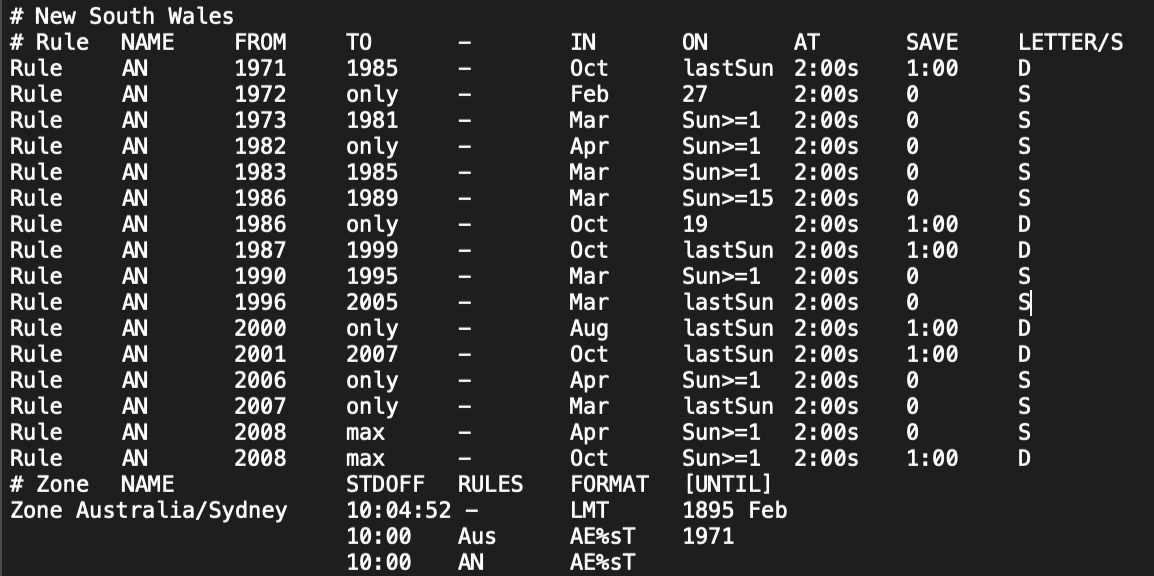 # New South Wales
# Rule NAME FROM TO - IN ON AT SAVE LETTER/S
Rule AN 1971 1985 - Oct lastSun 2:00s 1:00 D
Rule AN 1972 only - Feb 27 2:00s 0 S
Rule AN 1973 1981 - Mar Sun>=1 2:00s 0 S
Rule AN 1982 only - Apr Sun>=1 2:00s 0 S
Rule AN 1983 1985 - Mar Sun>=1 2:00s 0 S
Rule AN 1986 1989 - Mar Sun>=15 2:00s 0 S
Rule AN 1986 only - Oct 19 2:00s 1:00 D
Rule AN 1987 1999 - Oct lastSun 2:00s 1:00 D
Rule AN 1990 1995 - Mar Sun>=1 2:00s 0 S
Rule AN 1996 2005 - Mar lastSun 2:00s 0 S
Rule AN 2000 only - Aug lastSun 2:00s 1:00 D
Rule AN 2001 2007 - Oct lastSun 2:00s 1:00 D
Rule AN 2006 only - Apr Sun>=1 2:00s 0 S
Rule AN 2007 only - Mar lastSun 2:00s 0 S
Rule AN 2008 max - Apr Sun>=1 2:00s 0 S
Rule AN 2008 max - Oct Sun>=1 2:00s 1:00 D
# Zone NAME STDOFF RULES FORMAT [UNTIL]
Zone Australia/Sydney 10:04:52 - LMT 1895 Feb
10:00 Aus AE%sT 1971
10:00 AN AE%sT